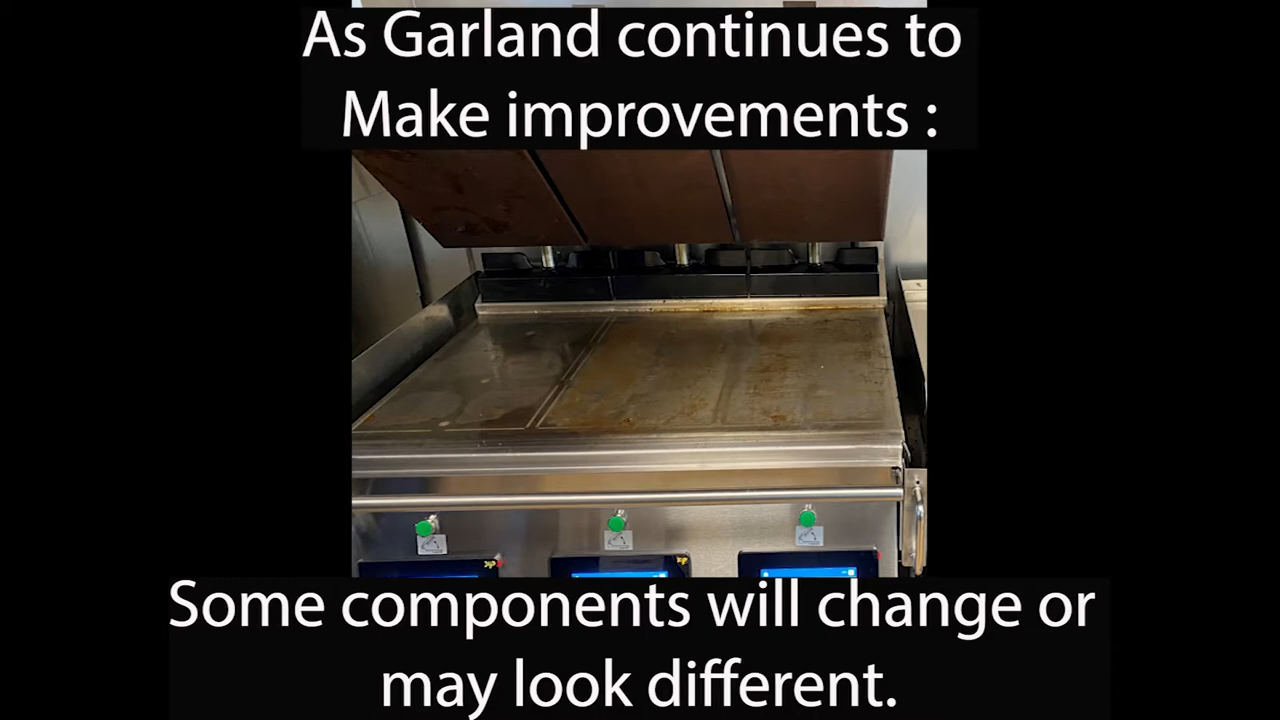 As Garland continues to
Make improvements :
Some components will change or
may look different.